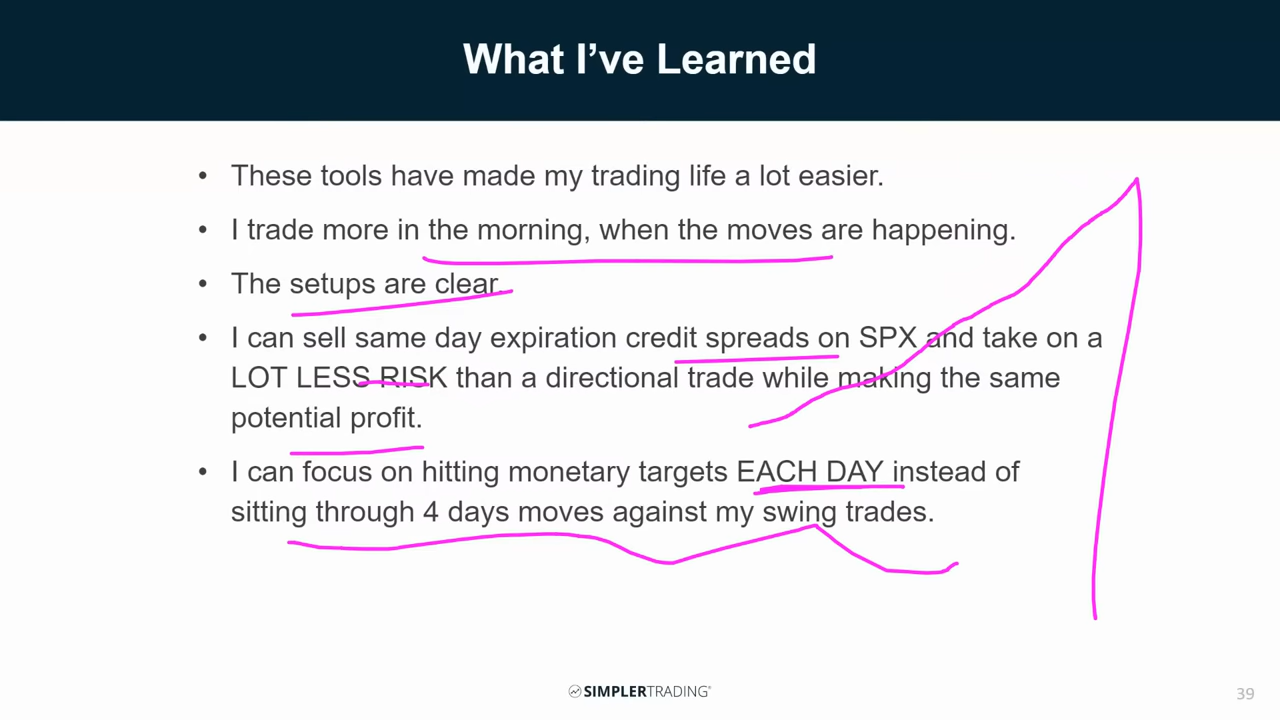 What I've Learned
• These tools have made my trading life a lot easier.
• I trade more in the morning, when the moves are happening.
• The setups are clear.
• I can sell same day expiration credit spreads on SPX and take on a
LOT LESS RISK than a directional trade while making the same
potential profit.
• I can focus on hitting monetary targets EACH DAY instead of
sitting through 4 days moves against my swing trades.
SIMPLERTRADING®
39